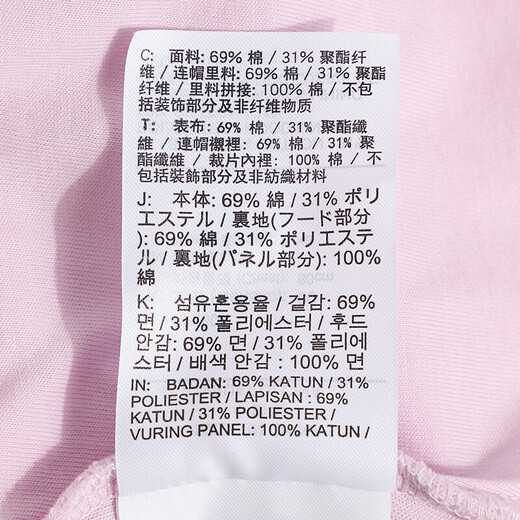 C: 面料: 69% 棉 / 31% 聚酯纤
维 / 连帽里料: 69% 棉 / 31% 聚酯
纤维 / 里料拼接: 100% 棉 / 不包
括装饰部分及非纤维物质
T: 表布: 69% 棉 / 31% 聚酯纖
維 / 連帽襯裡: 69% 棉 / 31% 聚
酯纖維 / 裁片內裡: 100% 棉 / 不
包括裝飾部分及非紡織材料
J: 本体: 69% 綿 / 31% ポリ
エステル / 裏地(フード部分
): 69% 綿 / 31% ポリエステ
ル / 裏地(パネル部分): 100%
綿
K: 섬유혼용율 / 겉감: 69%
면 / 31% 폴리에스터 / 후드
안감: 69% 면 / 31% 폴리에
스터 / 배색 안감 : 100% 면
IN: BADAN: 69% KATUN / 31%
POLIESTER / LAPISAN : 69%
KATUN / 31% POLIESTER /
VURING PANEL: 100% KATUN /